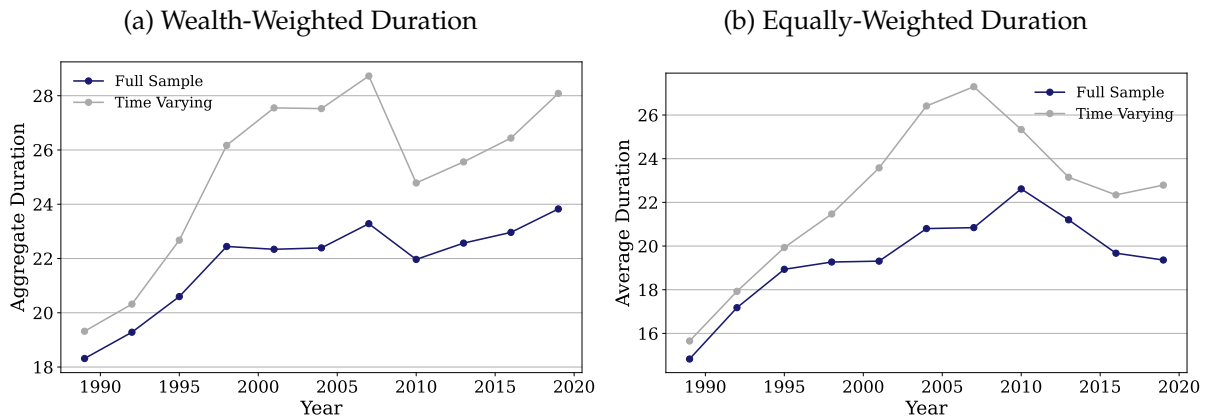 (a) Wealth-Weighted Duration
Aggregate Duration
28
26
24
22
20
18
Full Sample
Time Varying
1990 1995 2000 2005 2010 2015 2020
Year
(b) Equally-Weighted Duration
Average Duration
26
24
22
20
18
16
Full Sample
Time Varying
1990 1995 2000 2005 2010 2015 2020
Year